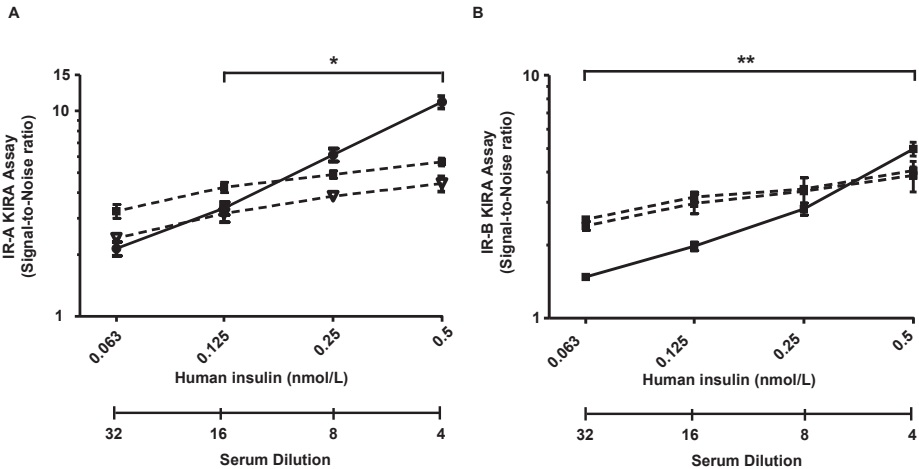 A
*
IR-A KIRA Assay
(Signal-to-Noise ratio)
15
10
1
0.063
0.125
0.25
0.5
Human insulin (nmol/L)
32
16
8
4
Serum Dilution
B
**
IR-B KIRA Assay
(Signal-to-Noise ratio)
10
1
0.063
0.125
0.25
0.5
Human insulin (nmol/L)
32
16
8
4
Serum Dilution